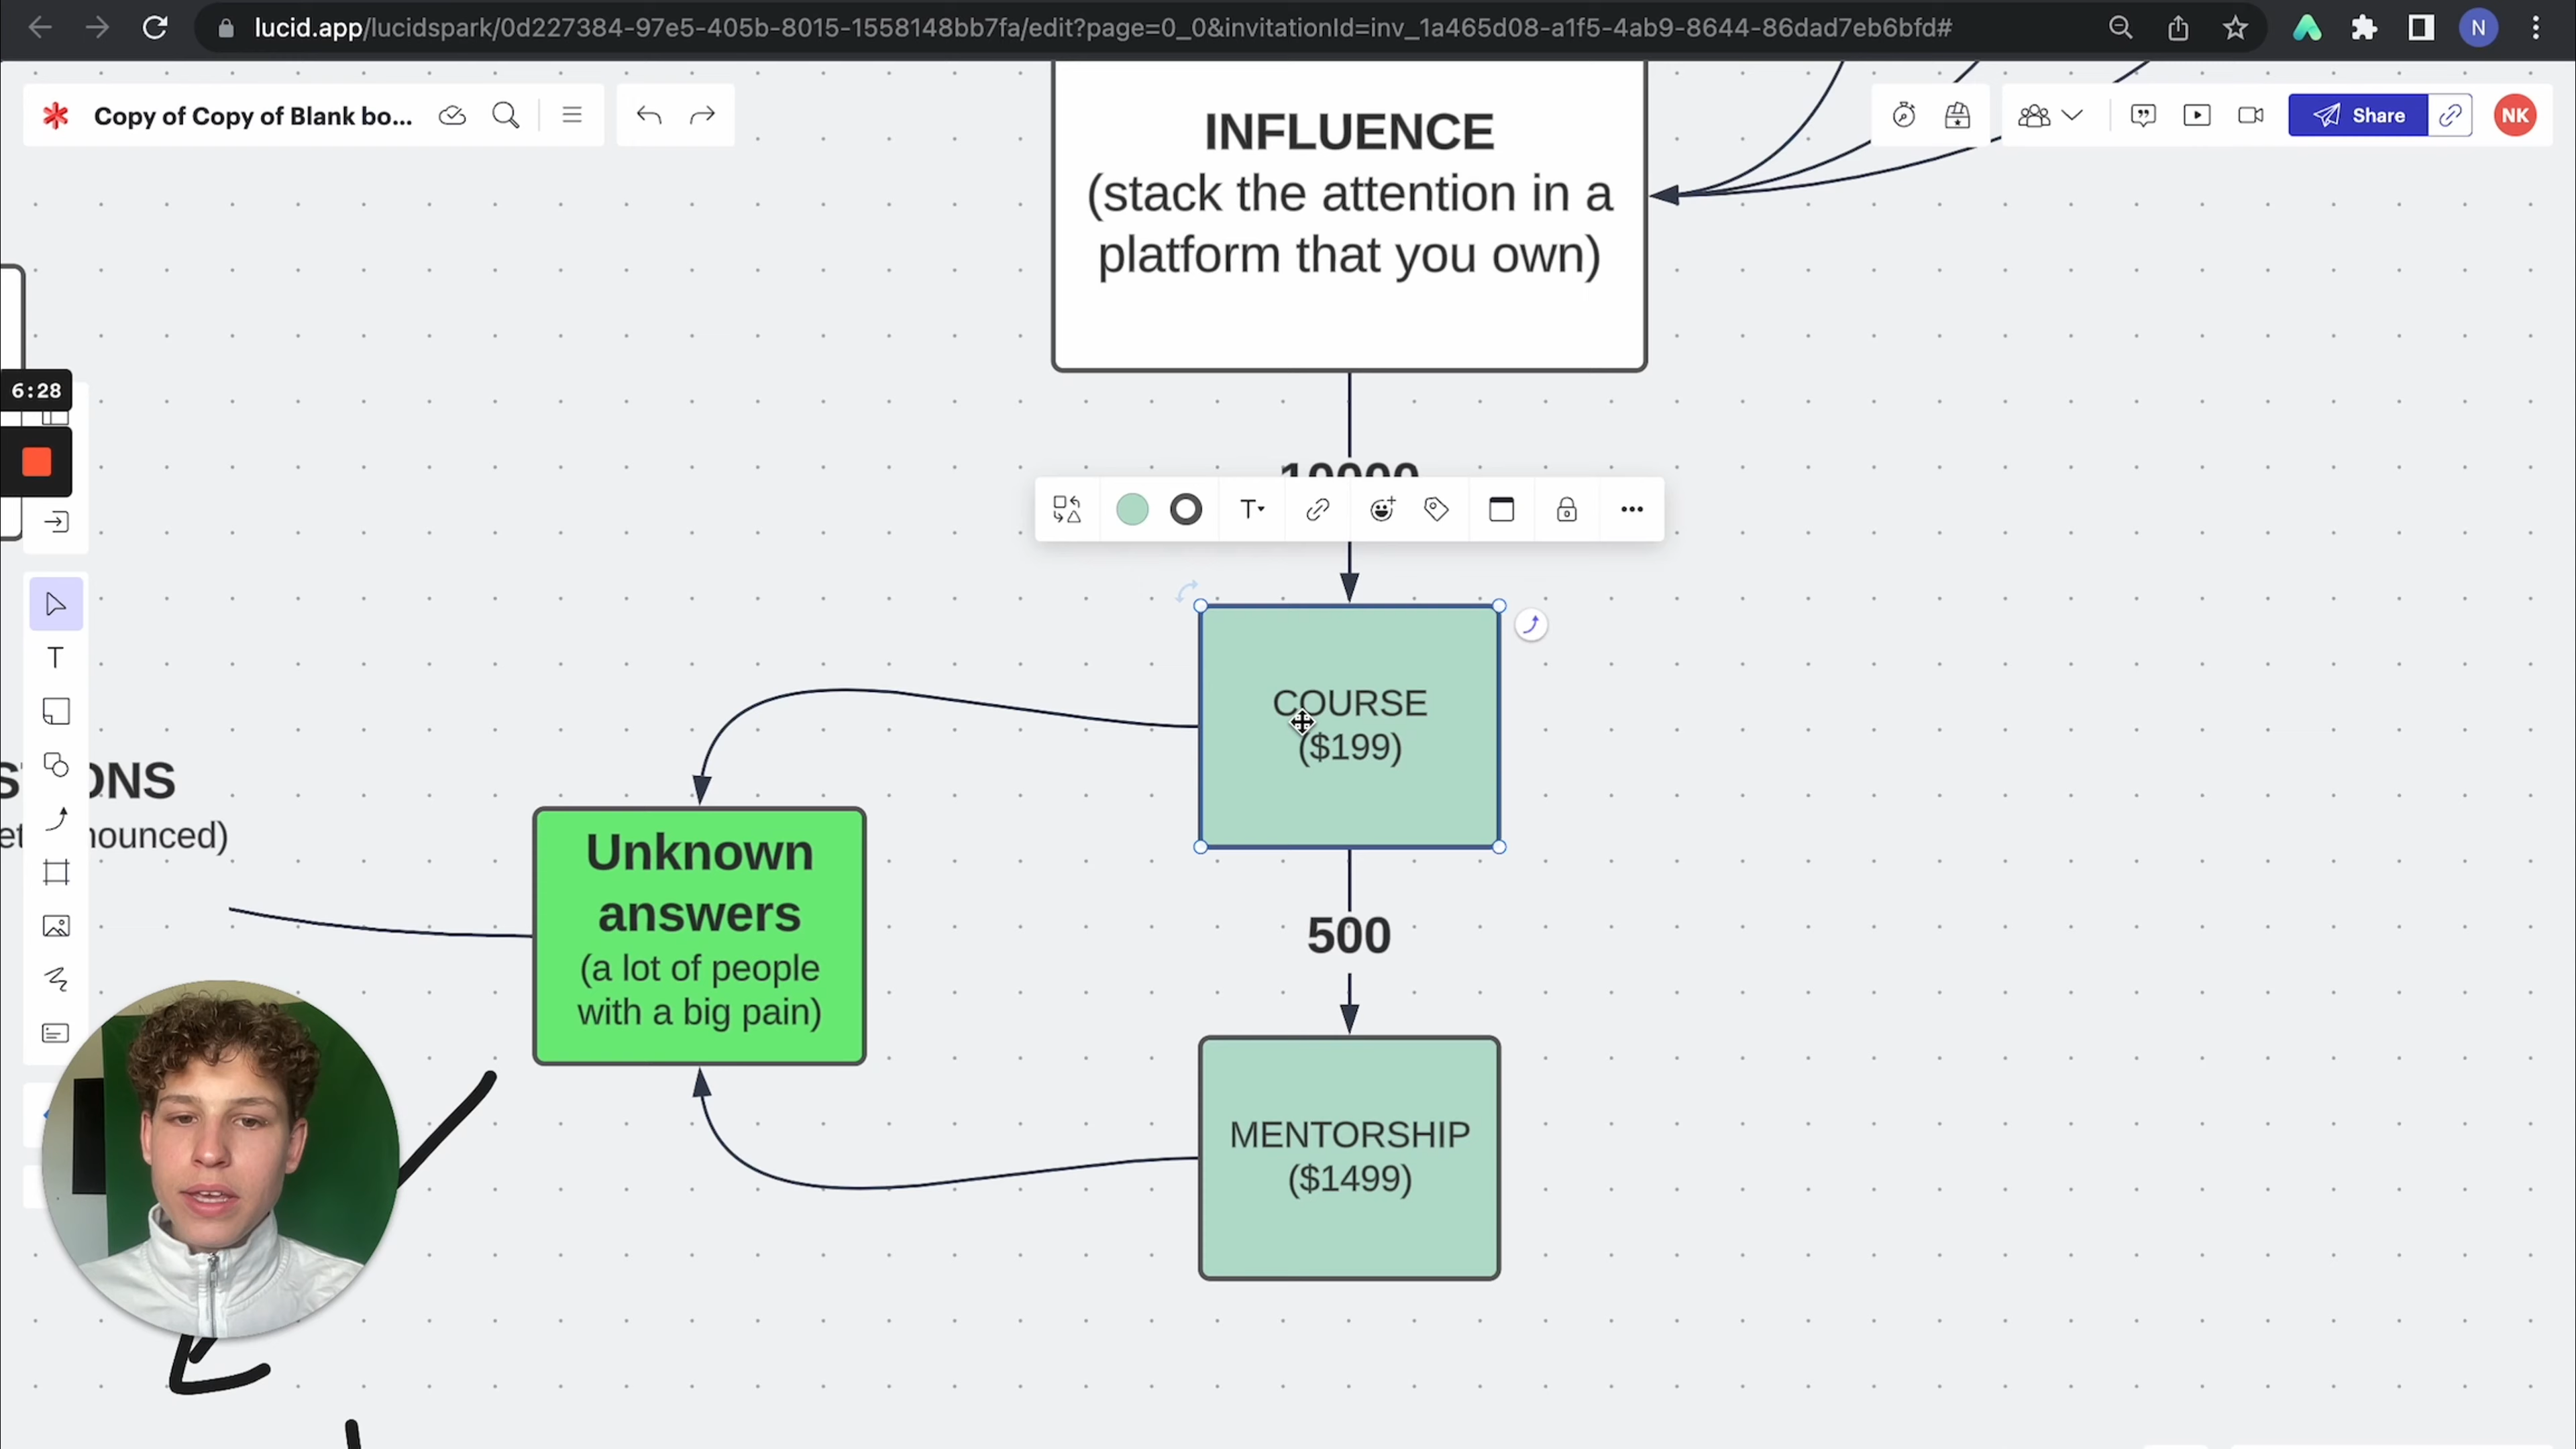 lucid.app/lucidspark/0d227384-97e5-405b-8015-1558148bb7fa/edit?page=0_0&invitationId=inv_1a465d08-a1f5-4ab9-8644-86dad7eb6bfd#
N
Copy of Copy of Blank bo...
Share
NK
INFLUENCE
(stack the attention in a
platform that you own)
6:28
10000
T
COURSE
($199)
T
Unknown
answers
(a lot of people
with a big pain)
500
MENTORSHIP
($1499)